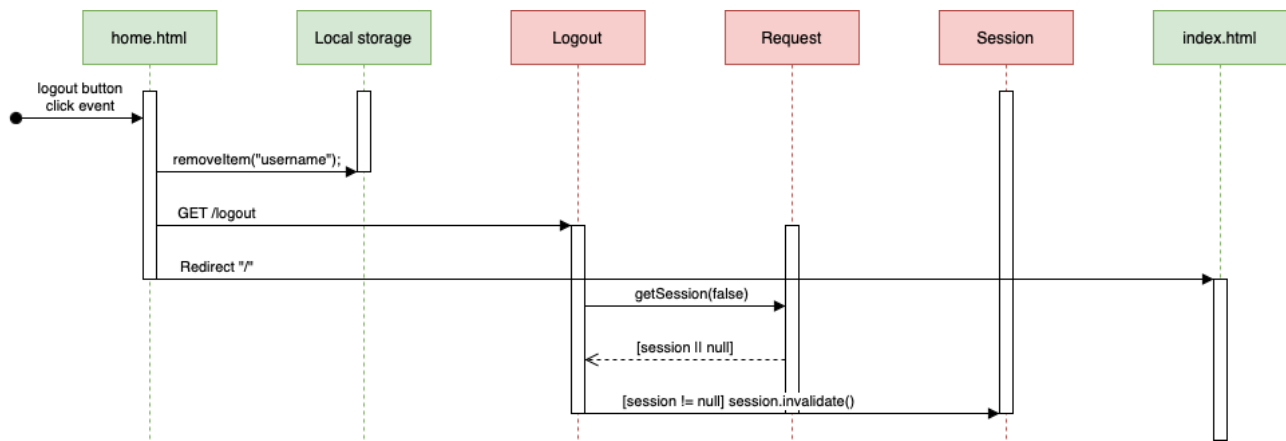 home.html
Local storage
Logout
Request
Session
index.html
logout button
click event
removeItem("username");
GET /logout
Redirect "/"
getSession(false)
[session || null]
[session != null] session.invalidate()